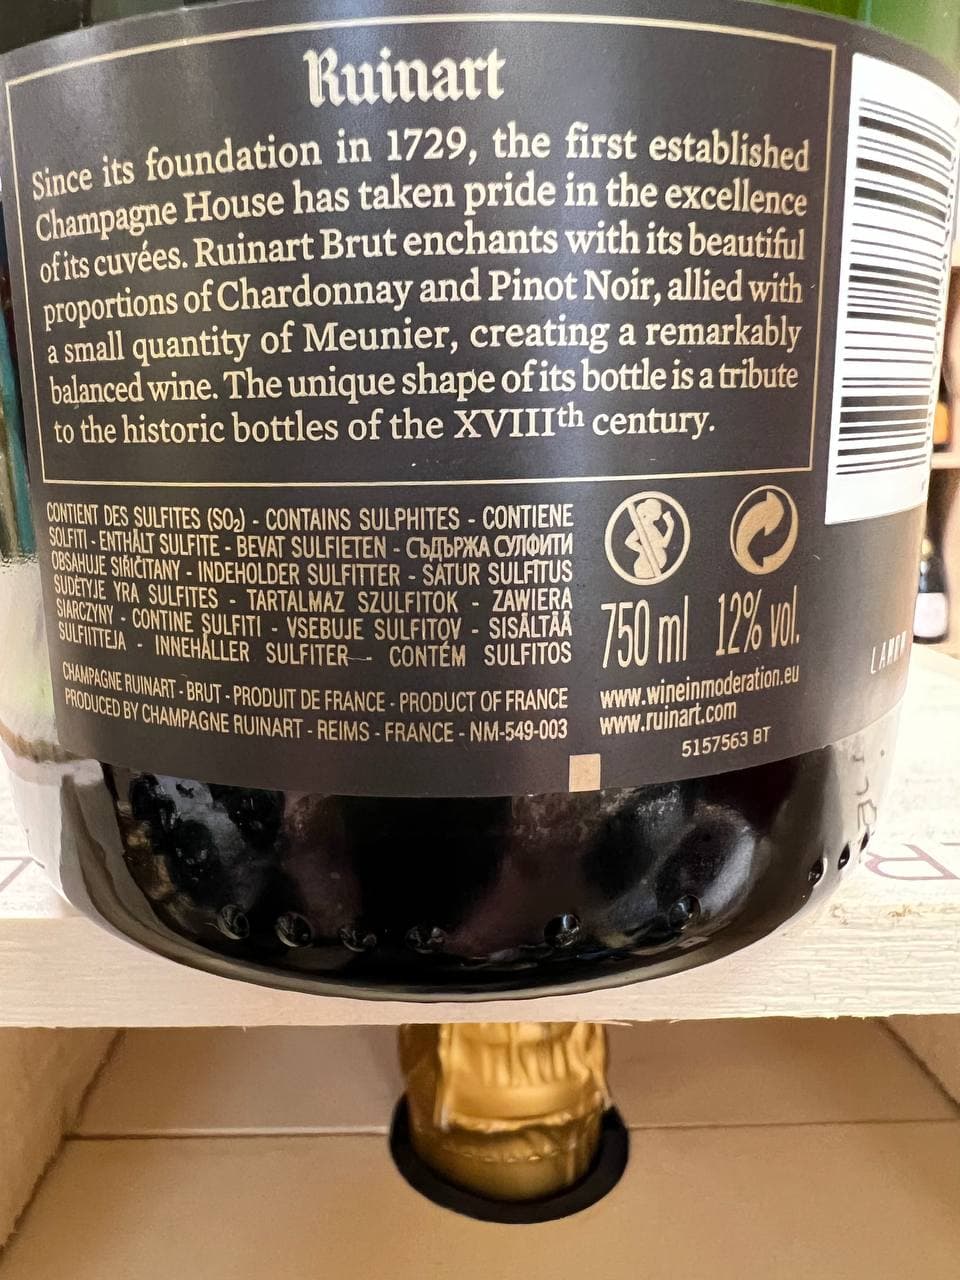 Ruinart
Since its foundation in 1729, the first established
Champagne House has taken pride in the excellence
of its cuvées. Ruinart Brut enchants with its beautiful
proportions of Chardonnay and Pinot Noir, allied with
a small quantity of Meunier, creating a remarkably
balanced wine. The unique shape of its bottle is a tribute
to the historic bottles of the XVIIIth century.
CONTIENT DES SULFITES (SO2) - CONTAINS SULPHITES - CONTIENE
SOLFITI - ENTHÄLT SULFITE - BEVAT SULFIETEN - СЪДЪРЖА СУЛФИТИ
OBSAHUJE SIŘIČITANY - INDEHOLDER SULFITTER - SATUR SULFĪTUS
SUDĖTYJE YRA SULFITES - TARTALMAZ SZULFITOK - ZAWIERA
SIARCZYNY - CONTINE SULFITI - VSEBUJE SULFITOV - SISÄLTÄÄ
SULFIITTEJA - INNEHÅLLER SULFITER - CONTÉM SULFITOS
750 ml 12% vol.
CHAMPAGNE RUINART - BRUT - PRODUIT DE FRANCE - PRODUCT OF FRANCE
PRODUCED BY CHAMPAGNE RUINART - REIMS - FRANCE - NM-549-003
www.wineinmoderation.eu
www.ruinart.com
5157563 BT